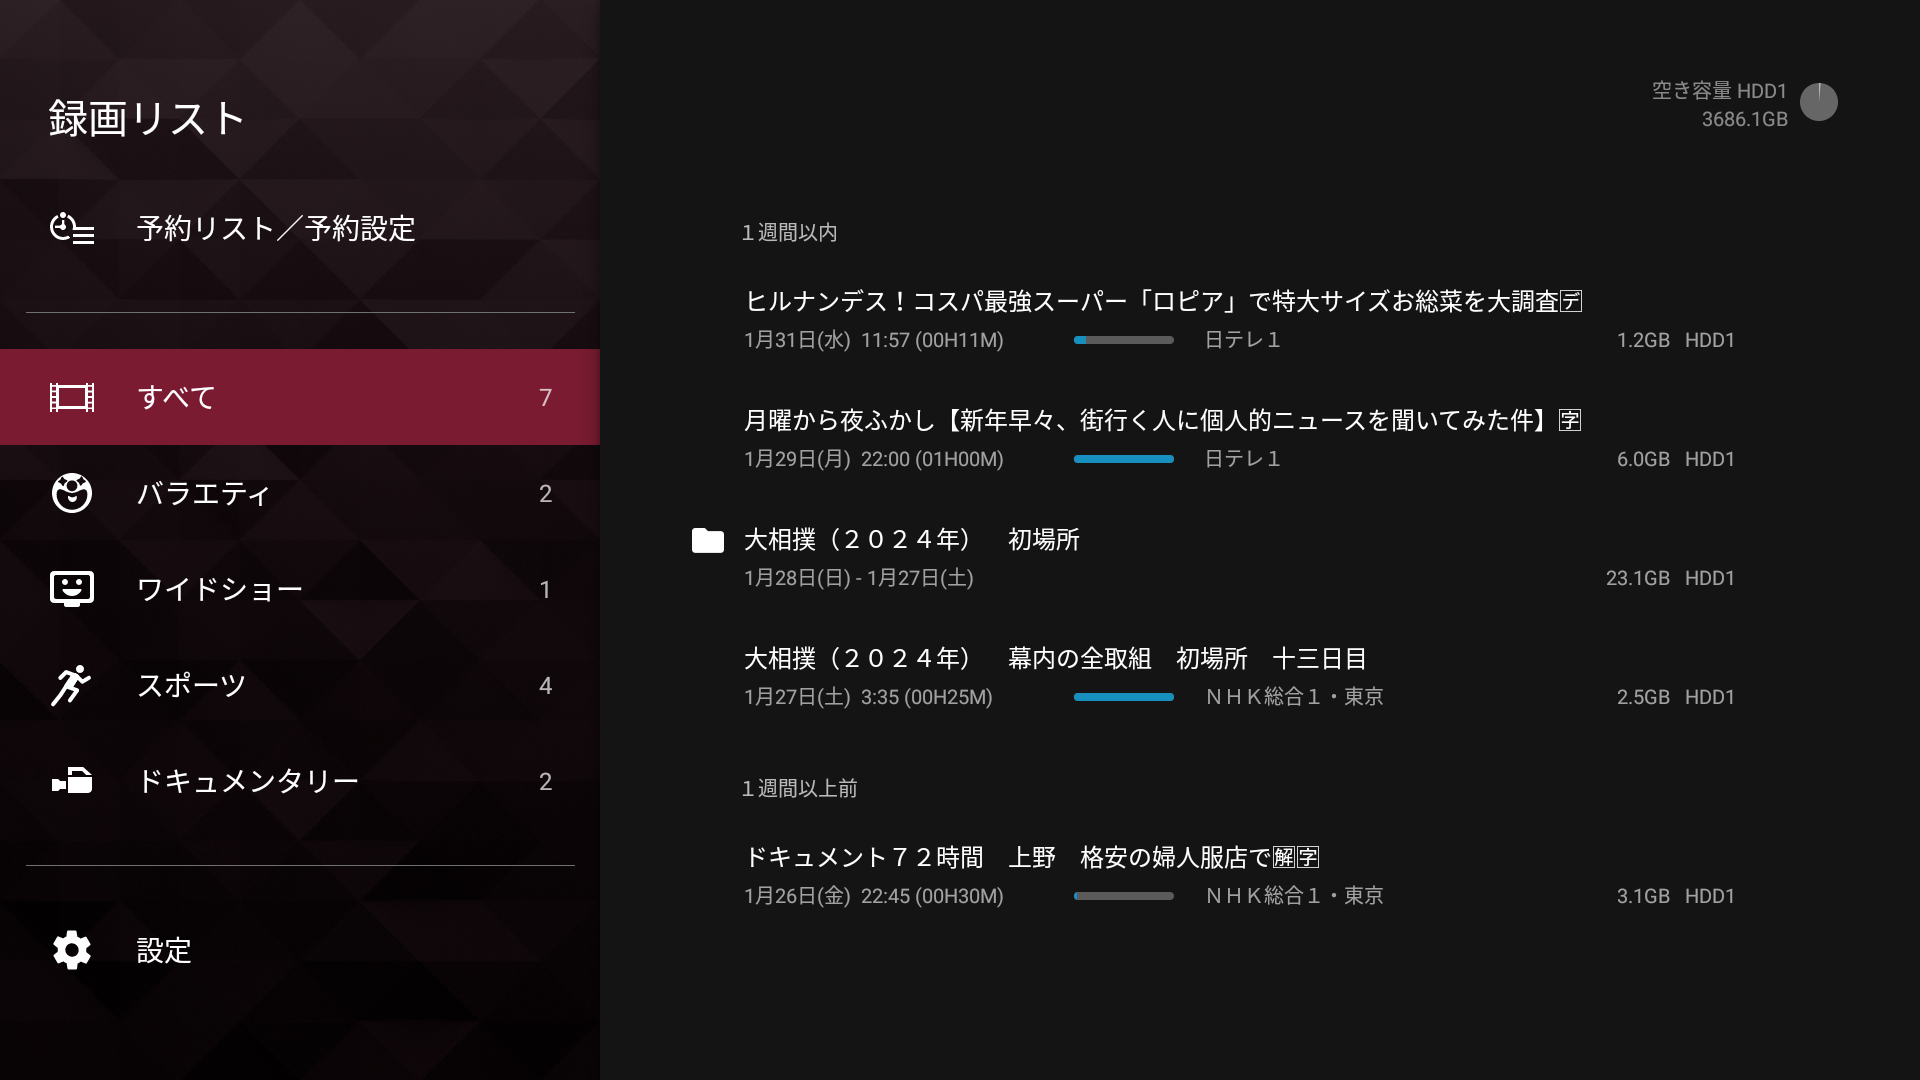 録画リスト
予約リスト／予約設定
すべて 7
バラエティ 2
ワイドショー 1
スポーツ 4
ドキュメンタリー 2
設定
空き容量 HDD1
3686.1GB
１週間以内
ヒルナンデス！コスパ最強スーパー「ロピア」で特大サイズお総菜を大調査🈓
1月31日(水) 11:57 (00H11M) 日テレ１ 1.2GB HDD1
月曜から夜ふかし【新年早々、街行く人に個人的ニュースを聞いてみた件】🈑
1月29日(月) 22:00 (01H00M) 日テレ１ 6.0GB HDD1
大相撲（２０２４年）　初場所
1月28日(日) - 1月27日(土) 23.1GB HDD1
大相撲（２０２４年）　幕内の全取組　初場所　十三日目
1月27日(土) 3:35 (00H25M) ＮＨＫ総合１・東京 2.5GB HDD1
１週間以上前
ドキュメント７２時間　上野　格安の婦人服店で🈖🈑
1月26日(金) 22:45 (00H30M) ＮＨＫ総合１・東京 3.1GB HDD1